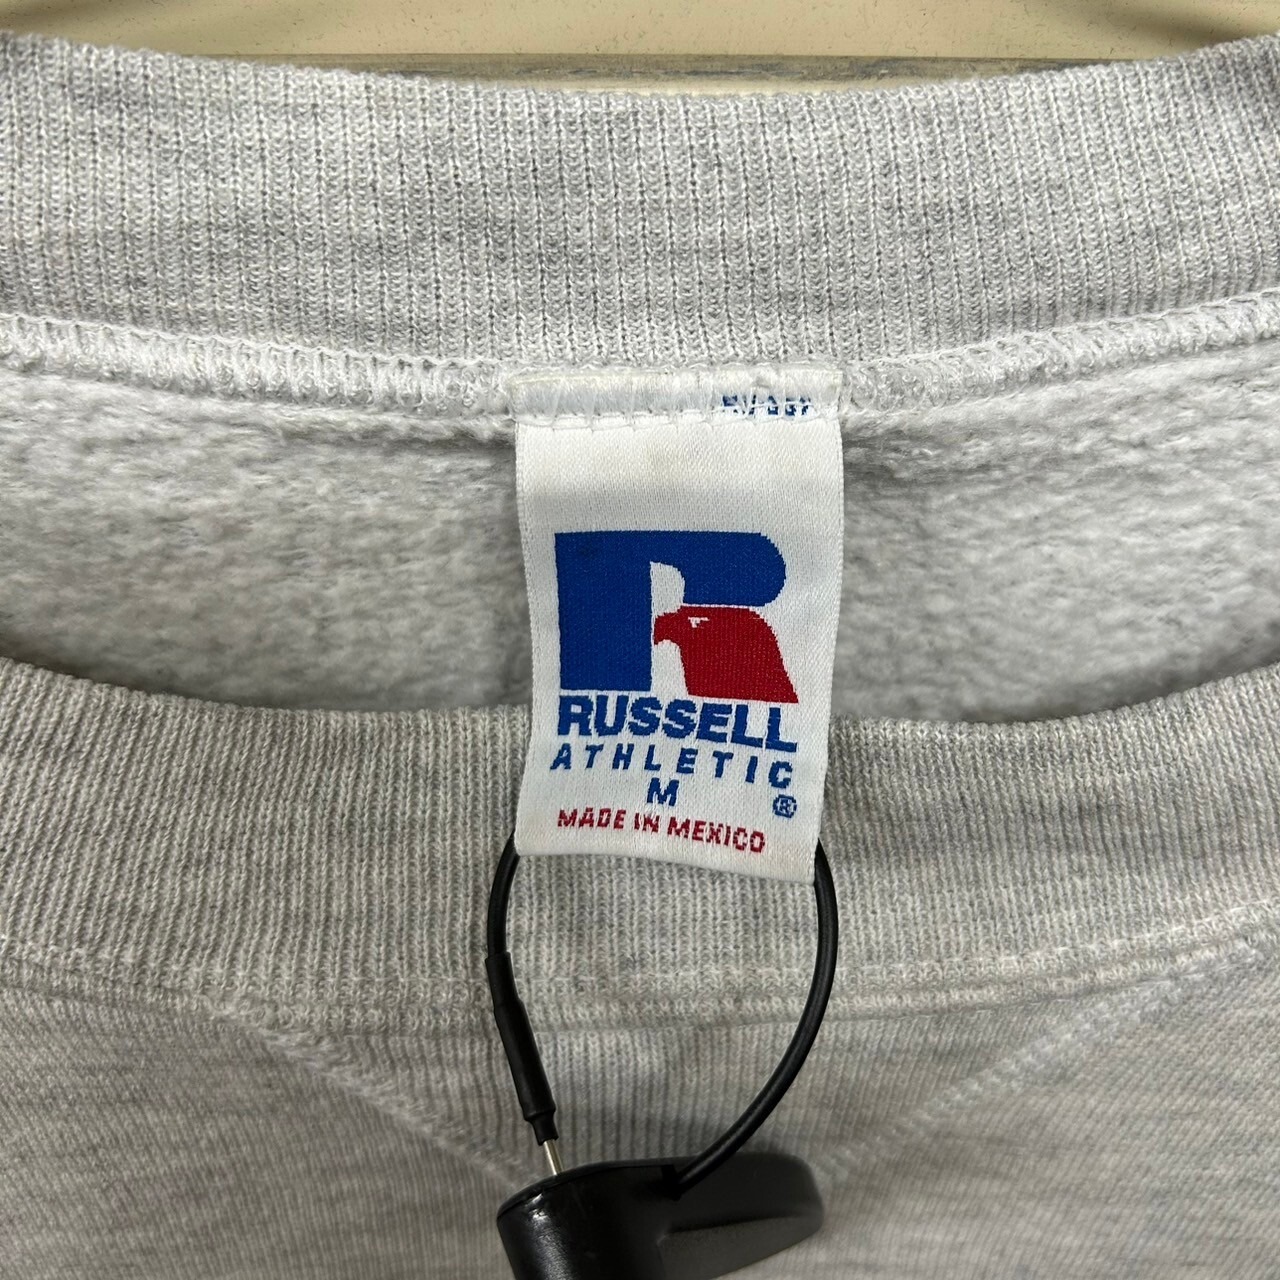 RUSSELL
ATHLETIC
M ®
MADE IN MEXICO